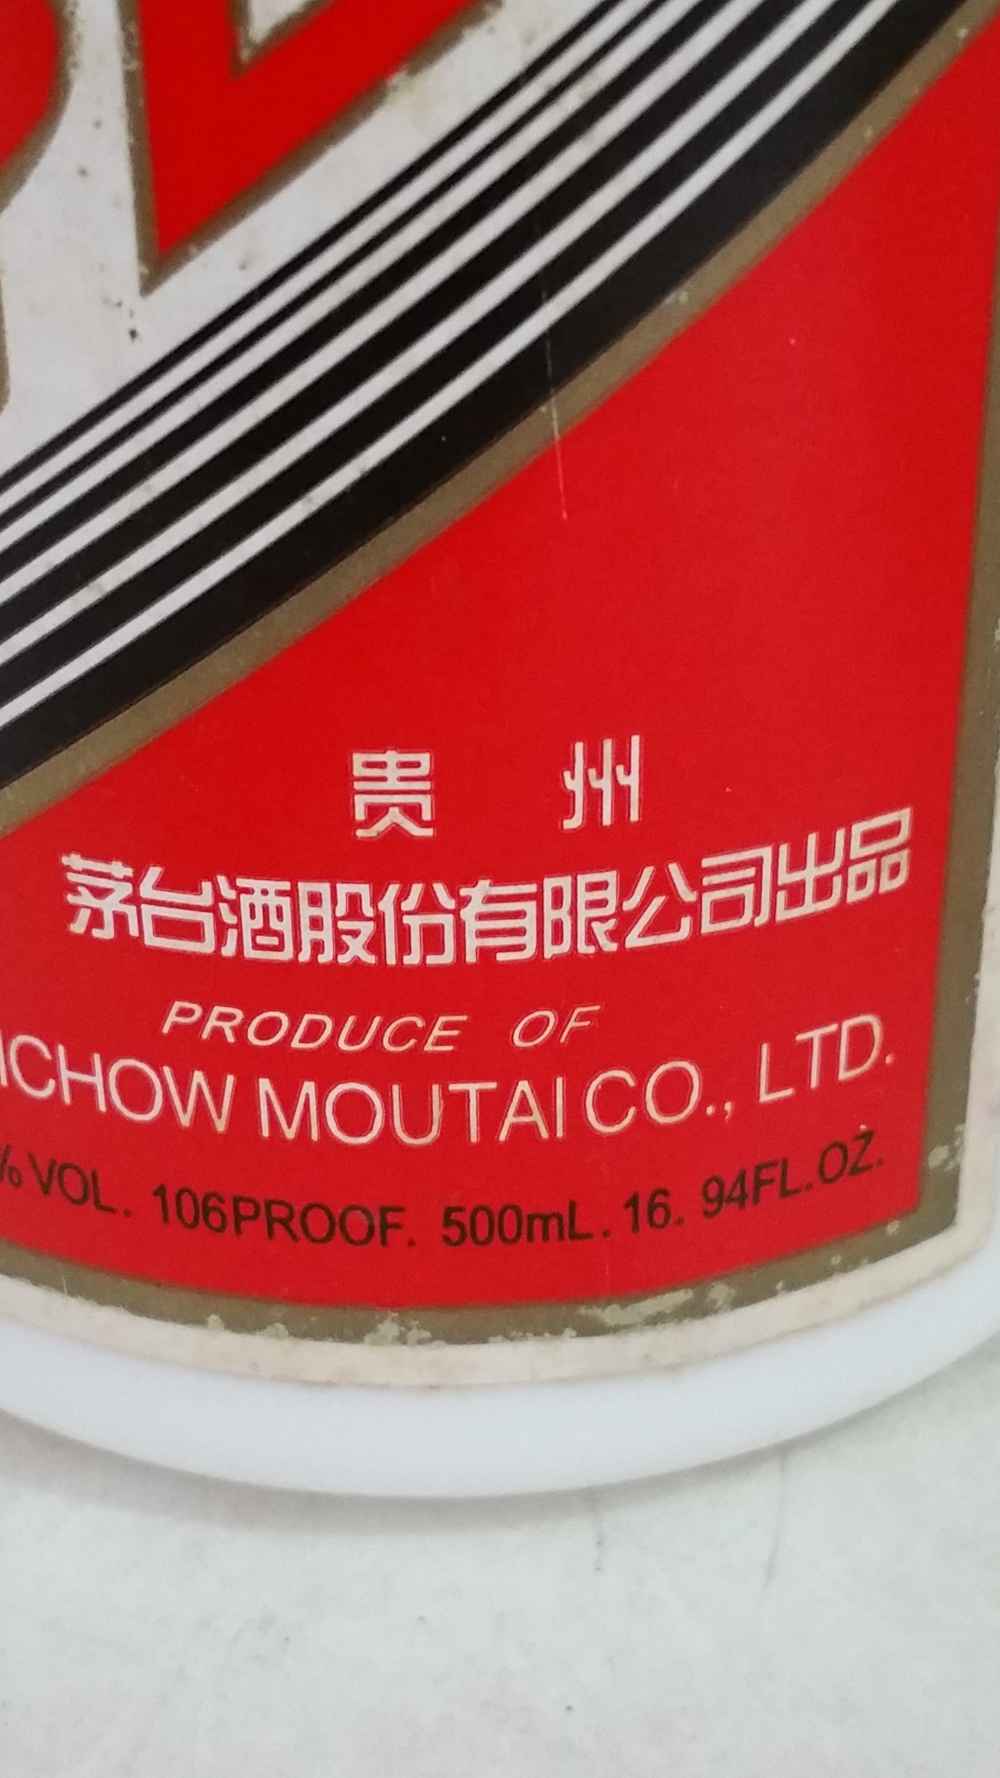 贵 州
茅台酒股份有限公司出品
PRODUCE OF
ICHOW MOUTAI CO., LTD.
% VOL. 106PROOF. 500mL. 16. 94FL.OZ.